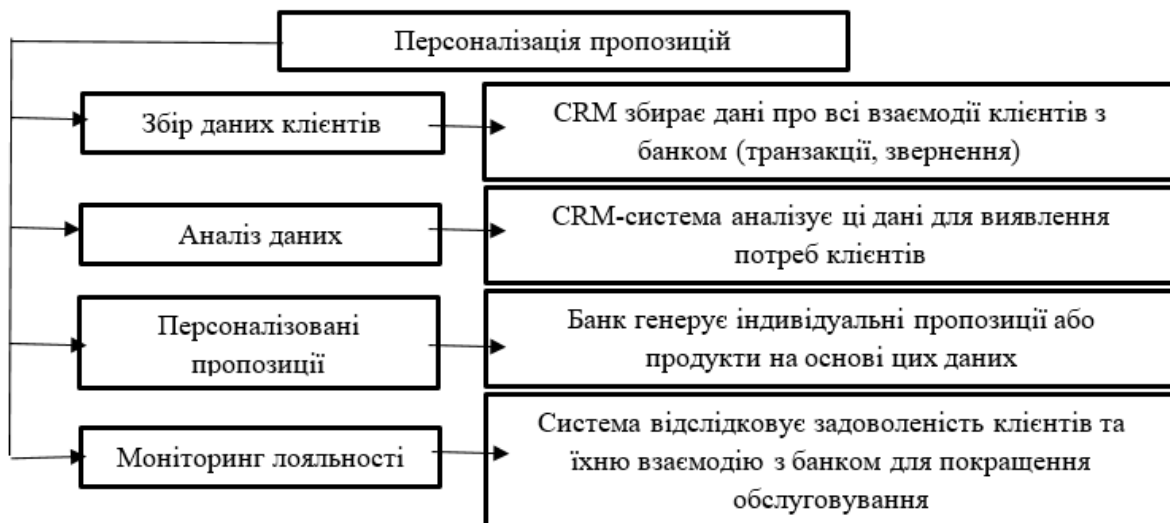 Персоналізація пропозицій
Збір даних клієнтів
CRM збирає дані про всі взаємодії клієнтів з
банком (транзакції, звернення)
Аналіз даних
CRM-система аналізує ці дані для виявлення
потреб клієнтів
Персоналізовані
пропозиції
Банк генерує індивідуальні пропозиції або
продукти на основі цих даних
Моніторинг лояльності
Система відслідковує задоволеність клієнтів та
їхню взаємодію з банком для покращення
обслуговування